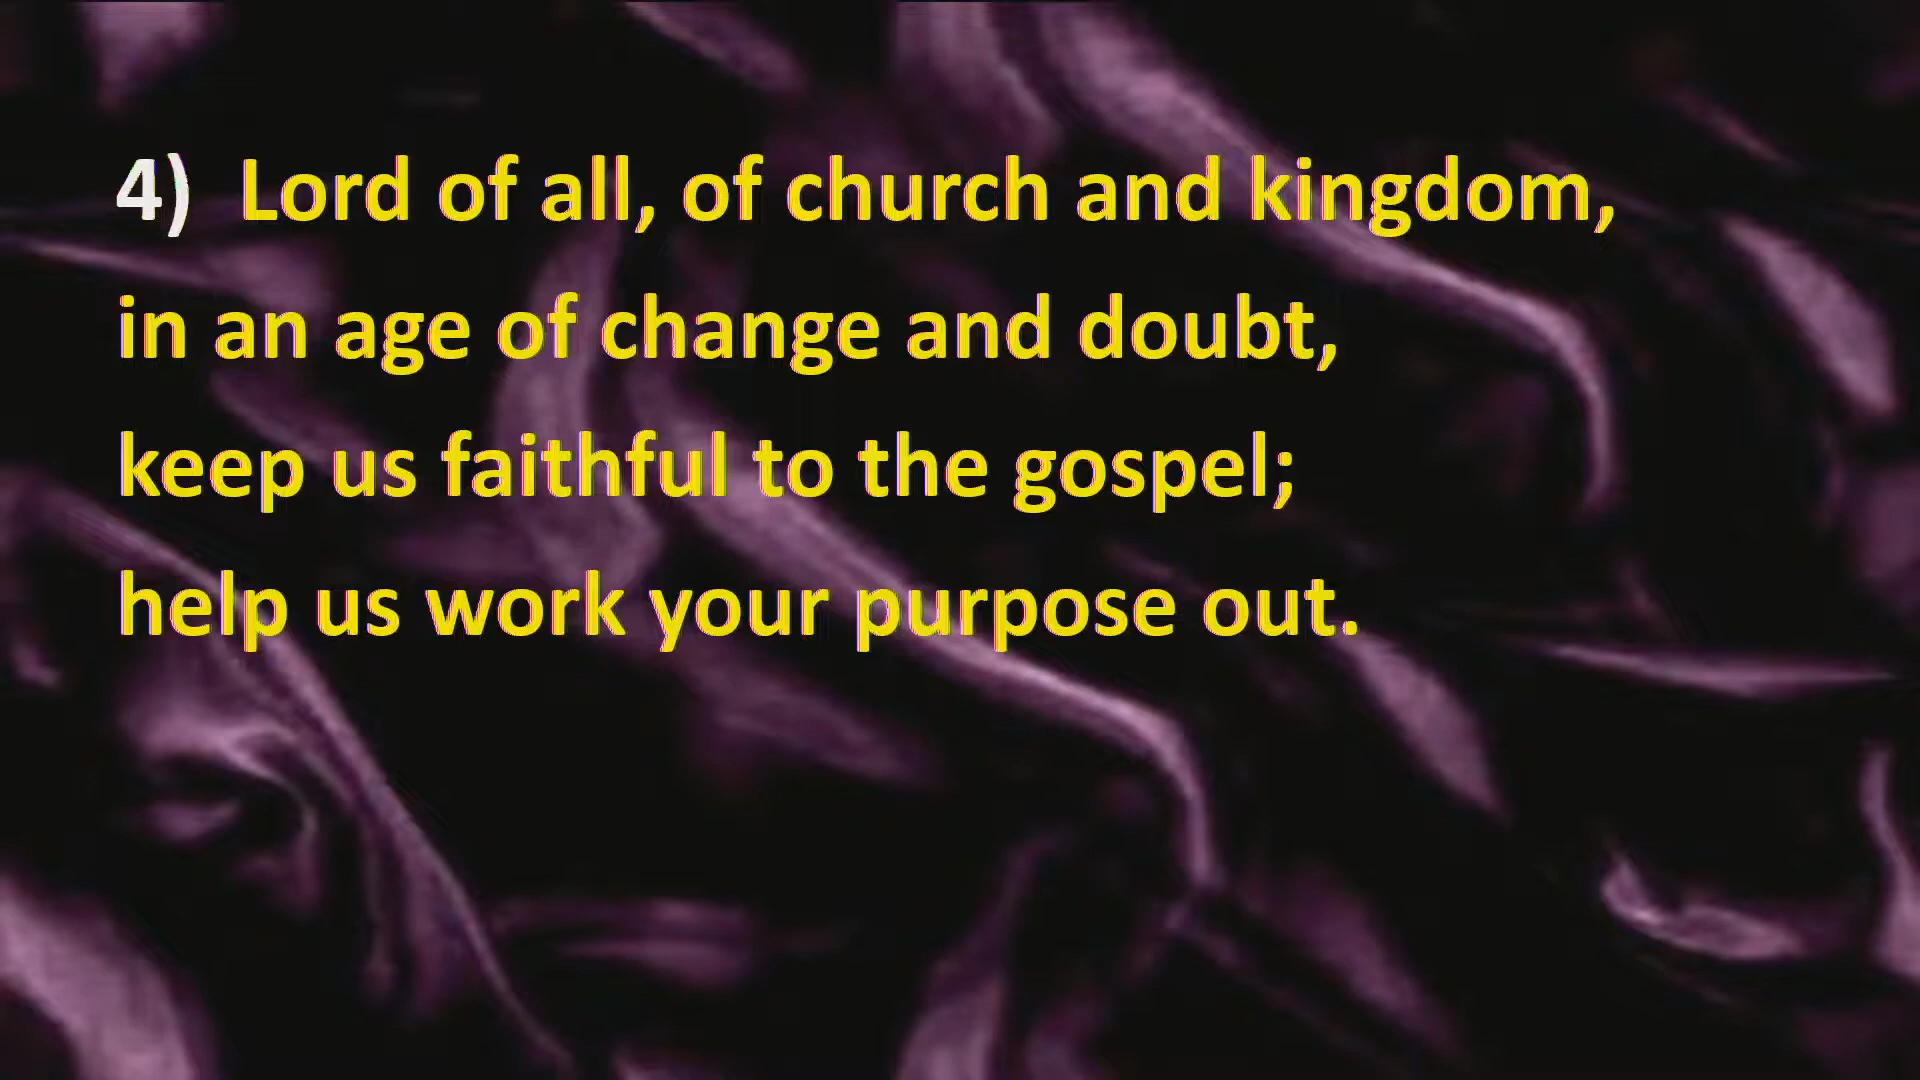 4) Lord of all, of church and kingdom,
in an age of change and doubt,
keep us faithful to the gospel;
help us work your purpose out.